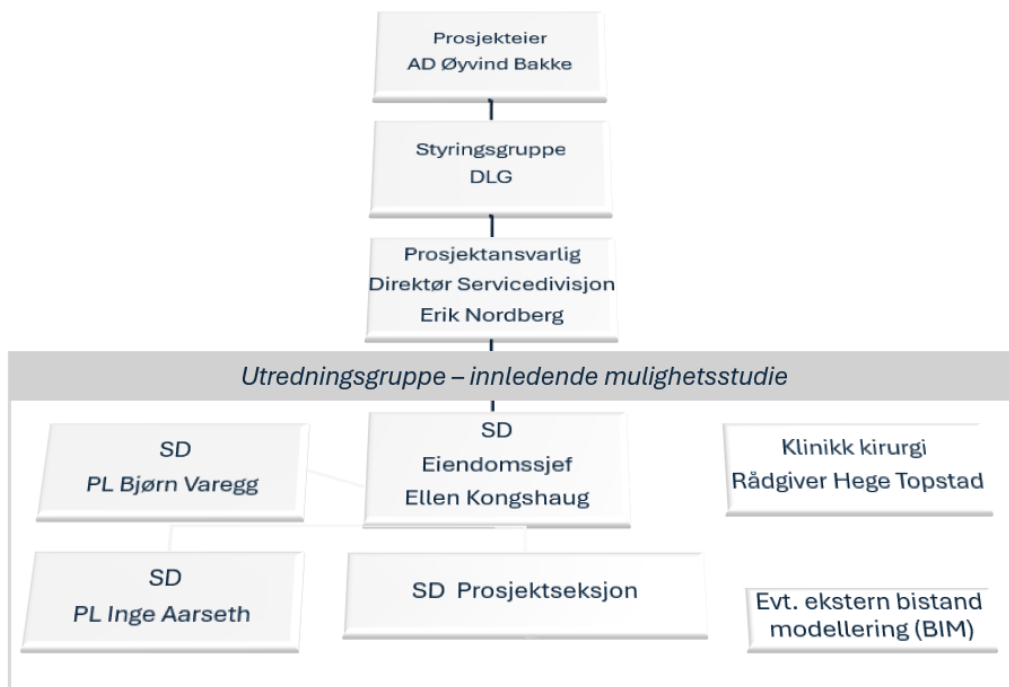 Prosjekteier
AD Øyvind Bakke
Styringsgruppe
DLG
Prosjektansvarlig
Direktør Servicedivisjon
Erik Nordberg
Utredningsgruppe – innledende mulighetsstudie
SD
PL Bjørn Varegg
SD
Eiendomssjef
Ellen Kongshaug
Klinikk kirurgi
Rådgiver Hege Topstad
SD
PL Inge Aarseth
SD Prosjektseksjon
Evt. ekstern bistand
modellering (BIM)